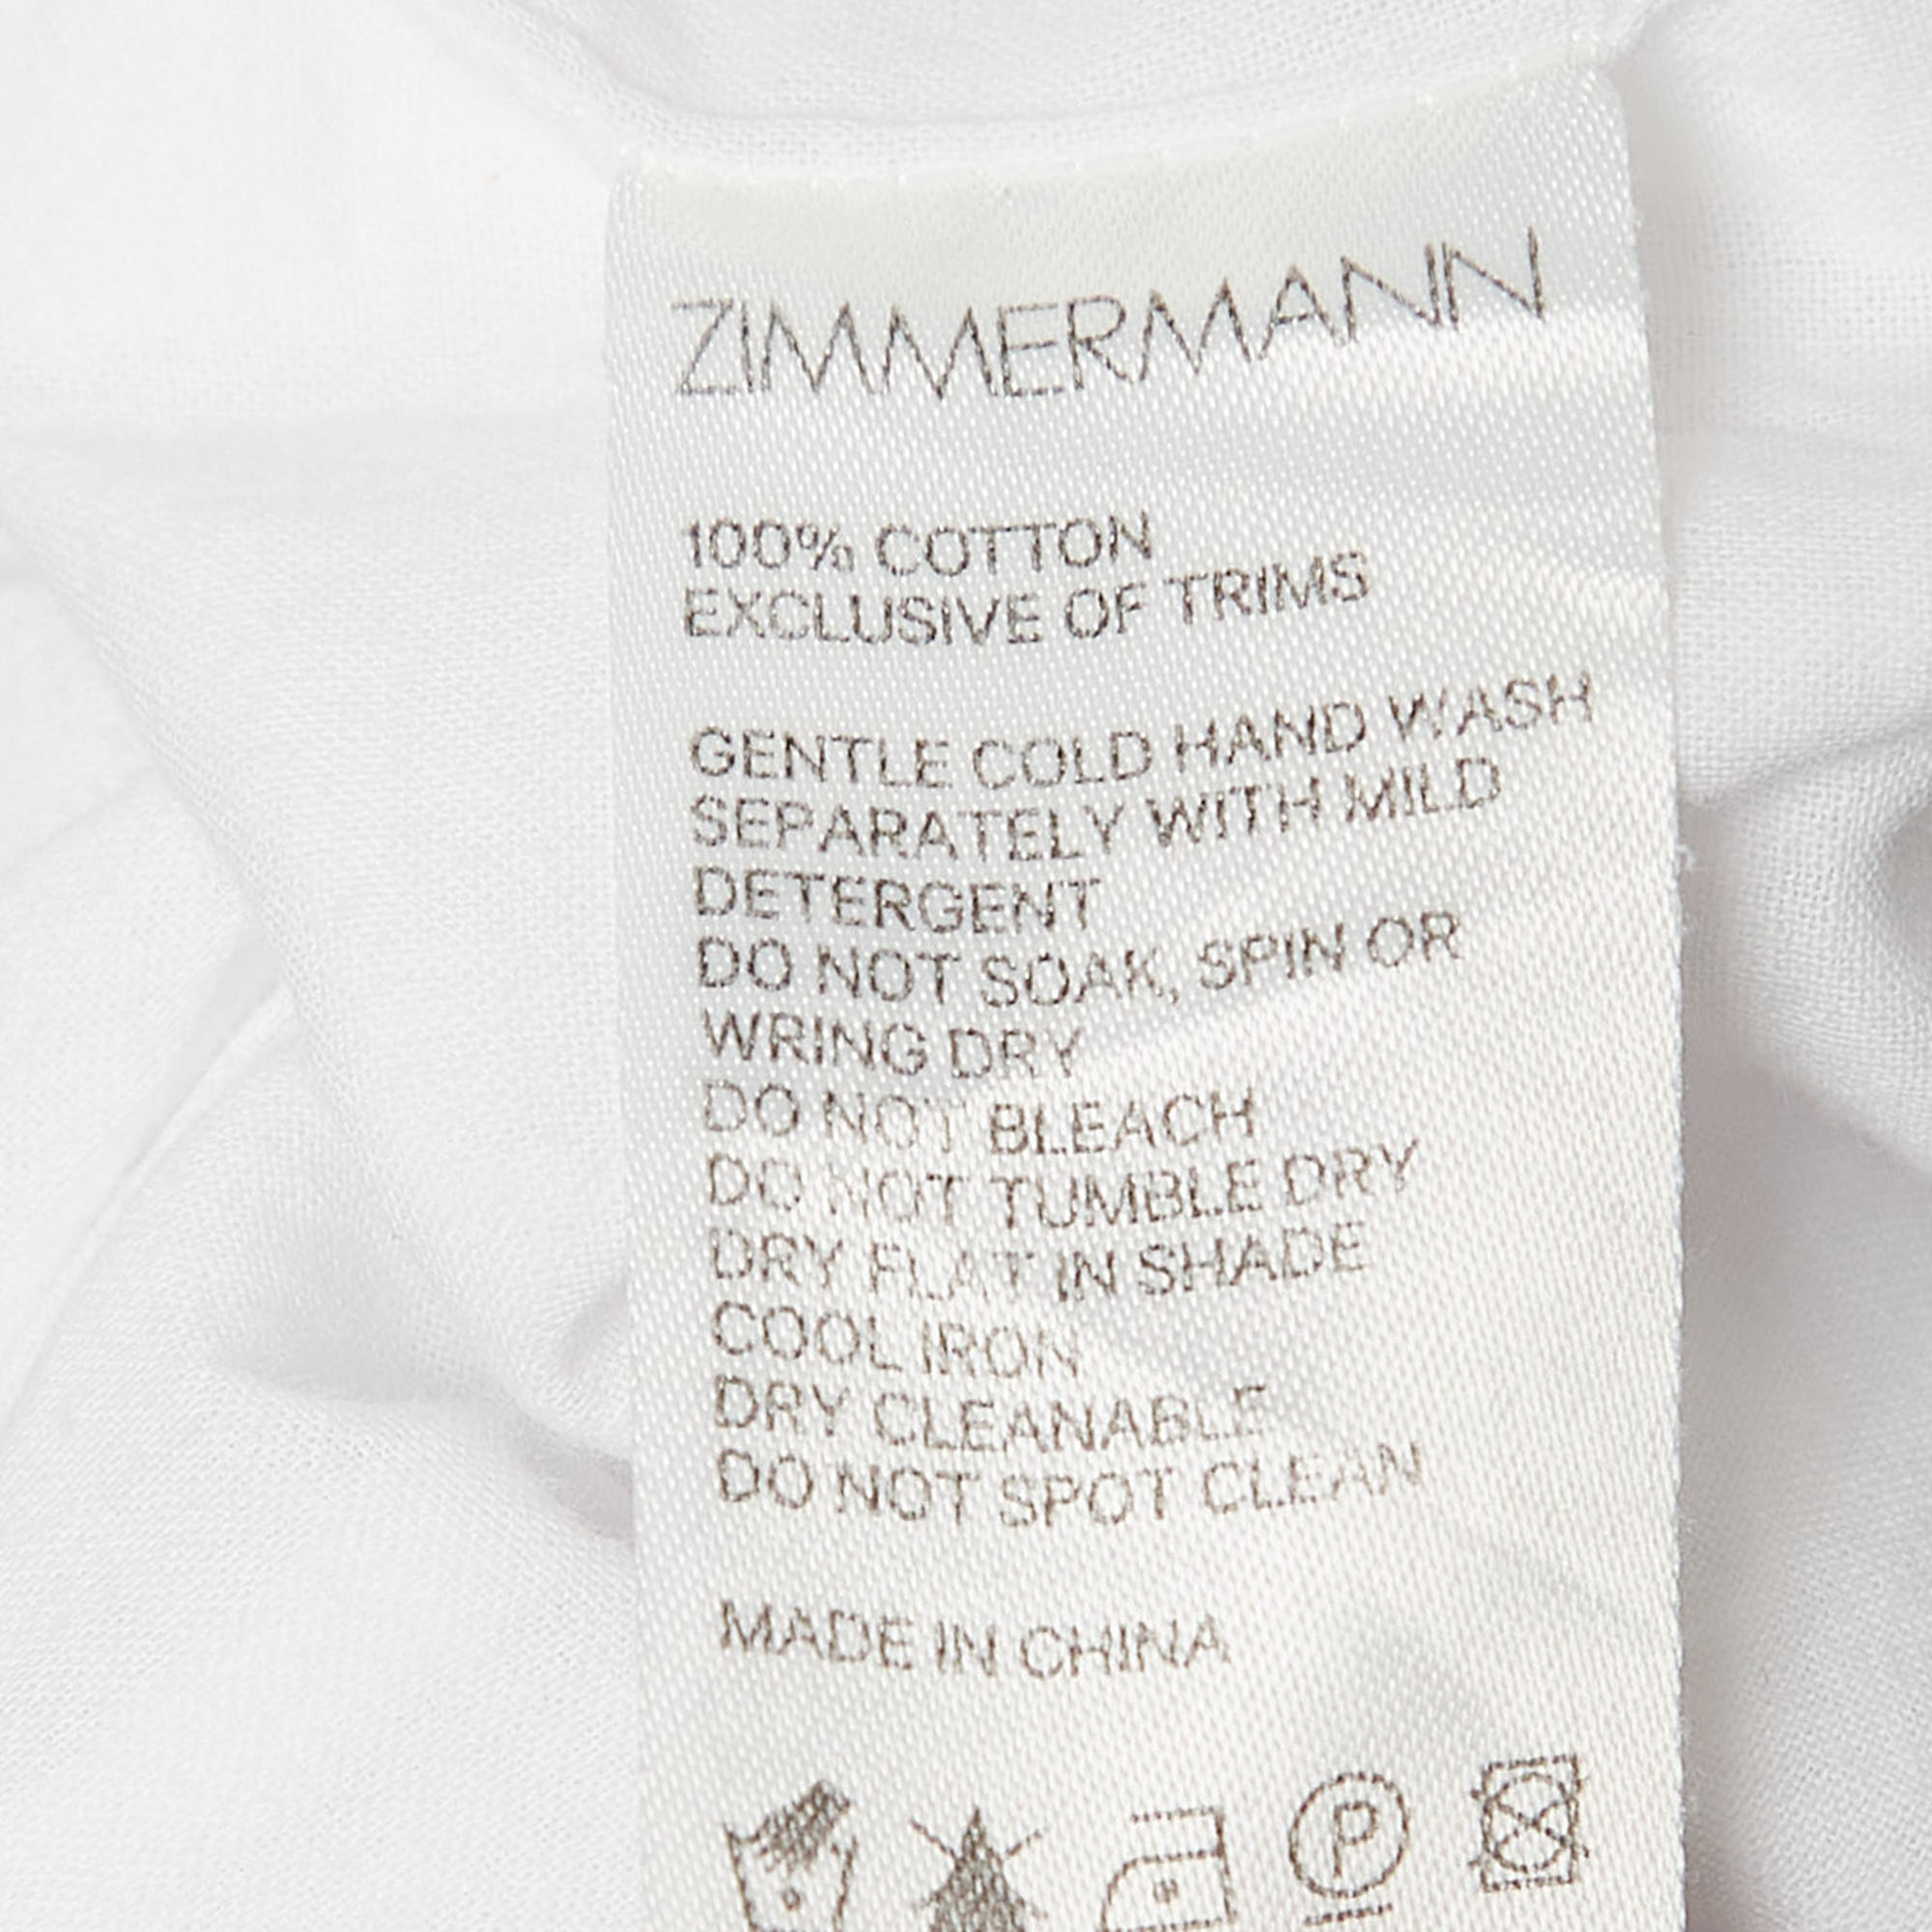 ZIMMERMANN
100% COTTON
EXCLUSIVE OF TRIMS
GENTLE COLD HAND WASH
SEPARATELY WITH MILD
DETERGENT
DO NOT SOAK, SPIN OR
WRING DRY
DO NOT BLEACH
DO NOT TUMBLE DRY
DRY FLAT IN SHADE
COOL IRON
DRY CLEANABLE
DO NOT SPOT CLEAN
MADE IN CHINA
P